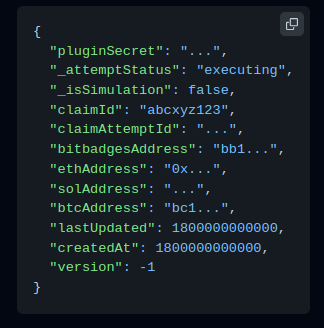 {
  "pluginSecret": "...",
  "_attemptStatus": "executing",
  "_isSimulation": false,
  "claimId": "abcxyz123",
  "claimAttemptId": "...",
  "bitbadgesAddress": "bb1...",
  "ethAddress": "0x...",
  "solAddress": "...",
  "btcAddress": "bc1...",
  "lastUpdated": 1800000000000,
  "createdAt": 1800000000000,
  "version": -1
}